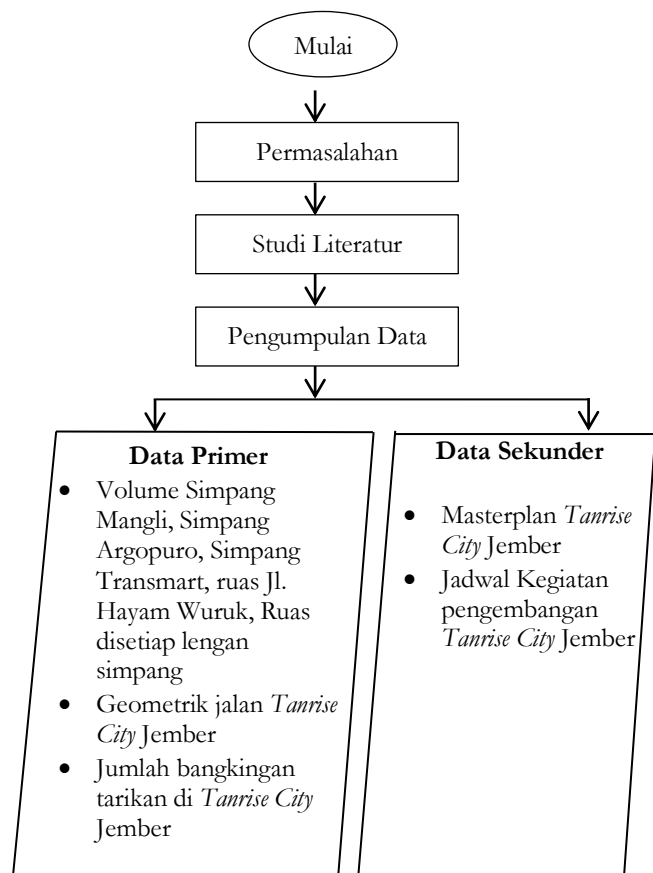 Mulai
Permasalahan
Studi Literatur
Pengumpulan Data
Data Primer
• Volume Simpang
Mangli, Simpang
Argopuro, Simpang
Transmart, ruas Jl.
Hayam Wuruk, Ruas
disetiap lengan
simpang
• Geometrik jalan Tanrise
City Jember
• Jumlah bangkingan
tarikan di Tanrise City
Jember
Data Sekunder
• Masterplan Tanrise
City Jember
• Jadwal Kegiatan
pengembangan
Tanrise City Jember